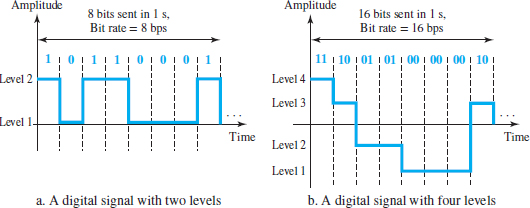 Amplitude
8 bits sent in 1 s,
Bit rate = 8 bps
1 0 1 1 0 0 0 1
Level 2
Level 1
...
Time
a. A digital signal with two levels
Amplitude
16 bits sent in 1 s,
Bit rate = 16 bps
11 10 01 01 00 00 00 10
Level 4
Level 3
Level 2
Level 1
...
Time
b. A digital signal with four levels